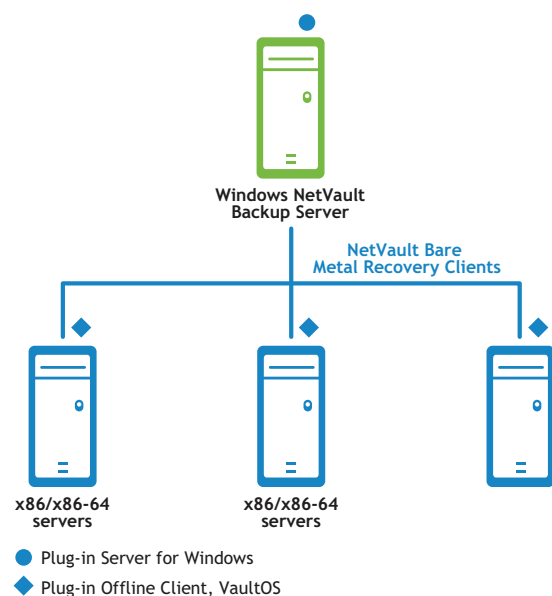 Windows NetVault
Backup Server
NetVault Bare
Metal Recovery Clients
x86/x86-64
servers
x86/x86-64
servers
Plug-in Server for Windows
Plug-in Offline Client, VaultOS